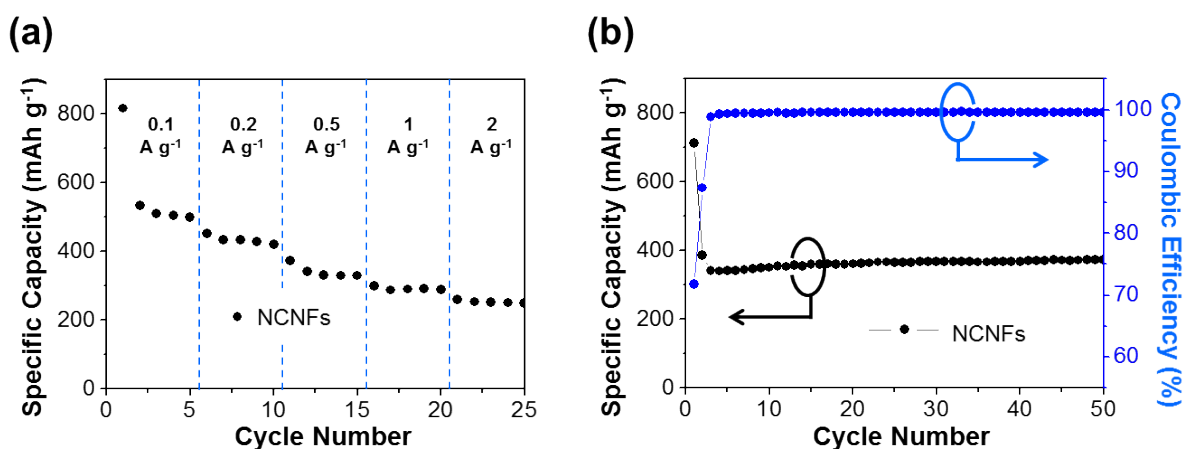 (a)
Specific Capacity (mAh g⁻¹)
800
600
400
200
0
0.1
A g⁻¹
0.2
A g⁻¹
0.5
A g⁻¹
1
A g⁻¹
2
A g⁻¹
NCNFs
0 5 10 15 20 25
Cycle Number
(b)
Specific Capacity (mAh g⁻¹)
800
600
400
200
0
NCNFs
0 10 20 30 40 50
Cycle Number
100
90
80
70
60
Coulombic Efficiency (%)